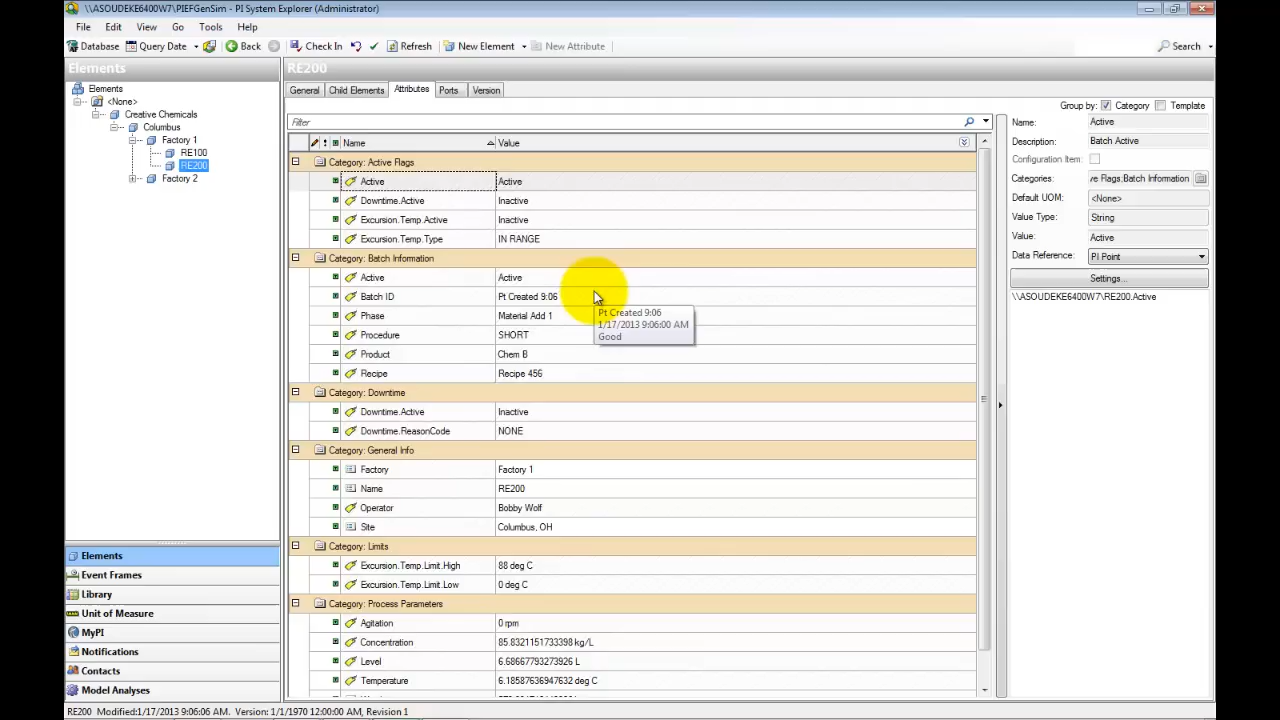 \\ASOUDEKE6400W7\PIEFGenSim - PI System Explorer (Administrator)
File Edit View Go Tools Help
Database Query Date Back Check In Refresh New Element New Attribute Search
Elements
Elements
<None>
Creative Chemicals
Columbus
Factory 1
RE100
RE200
Factory 2
Elements
Event Frames
Library
Unit of Measure
MyPI
Notifications
Contacts
Model Analyses
RE200
General Child Elements Attributes Ports Version
Group by: Category Template
Filter
Name Value
Category: Active Flags
Active Active
Downtime.Active Inactive
Excursion.Temp.Active Inactive
Excursion.Temp.Type IN RANGE
Category: Batch Information
Active Active
Batch ID Pt Created 9:06
Phase Material Add 1
Procedure SHORT
Product Chem B
Recipe Recipe 456
Category: Downtime
Downtime.Active Inactive
Downtime.ReasonCode NONE
Category: General Info
Factory Factory 1
Name RE200
Operator Bobby Wolf
Site Columbus, OH
Category: Limits
Excursion.Temp.Limit.High 88 deg C
Excursion.Temp.Limit.Low 0 deg C
Category: Process Parameters
Agitation 0 rpm
Concentration 85.8321151733398 kg/L
Level 6.68667793273926 L
Temperature 6.18587636947632 deg C
Pt Created 9:06
1/17/2013 9:06:00 AM
Good
Name: Active
Description: Batch Active
Configuration Item:
Categories: ve Flags.Batch Information
Default UOM: <None>
Value Type: String
Value: Active
Data Reference: PI Point
Settings...
\\ASOUDEKE6400W7\RE200.Active
RE200 Modified:1/17/2013 9:06:06 AM. Version: 1/1/1970 12:00:00 AM, Revision 1